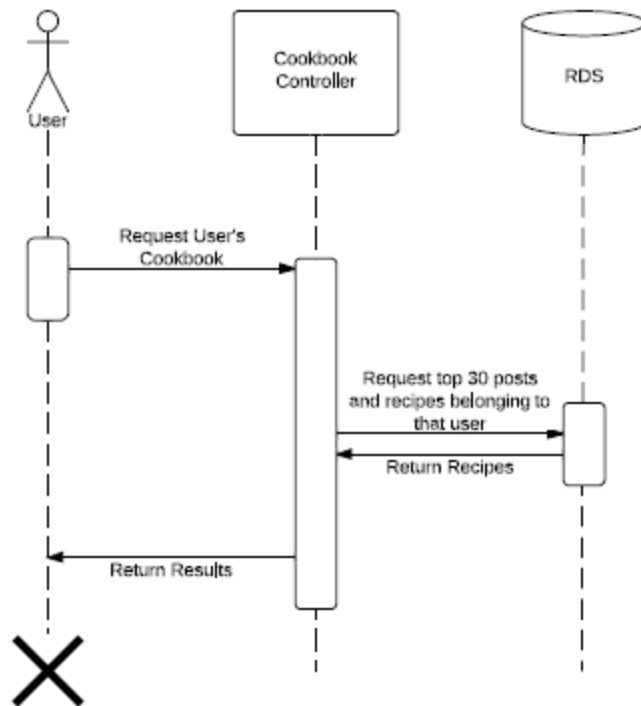 Cookbook
Controller
RDS
User
Request User's
Cookbook
Request top 30 posts
and recipes belonging to
that user
Return Recipes
Return Results